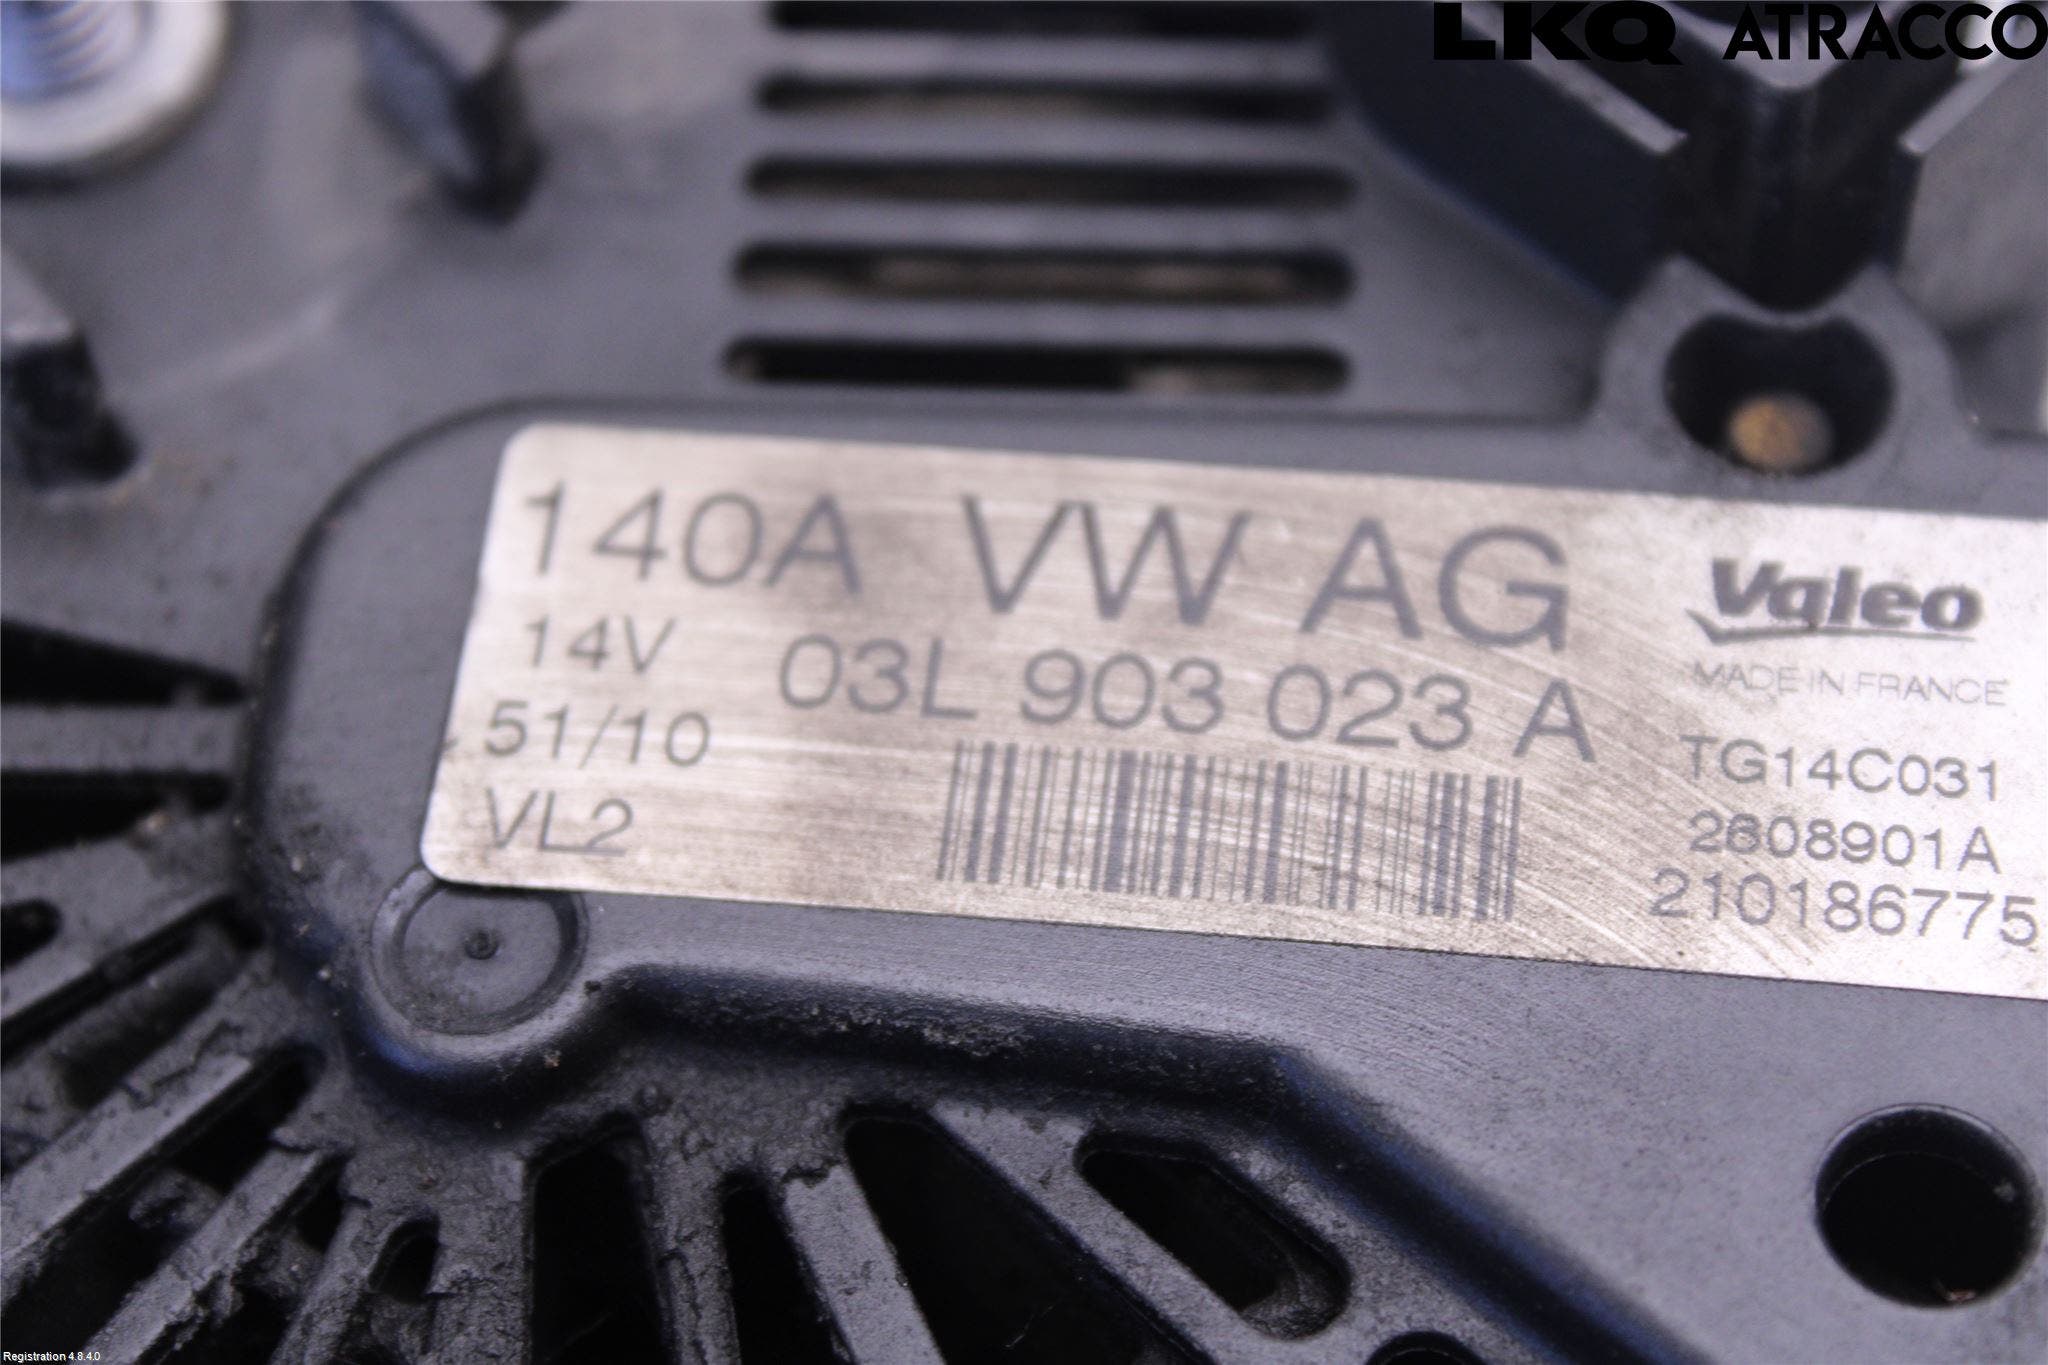 LKQ ATRACCO
140A VW AG
14V 03L 903 023 A
51/10
VL2
Valeo
MADE IN FRANCE
TG14C031
2608901A
210186775
Registration 4.8.4.0